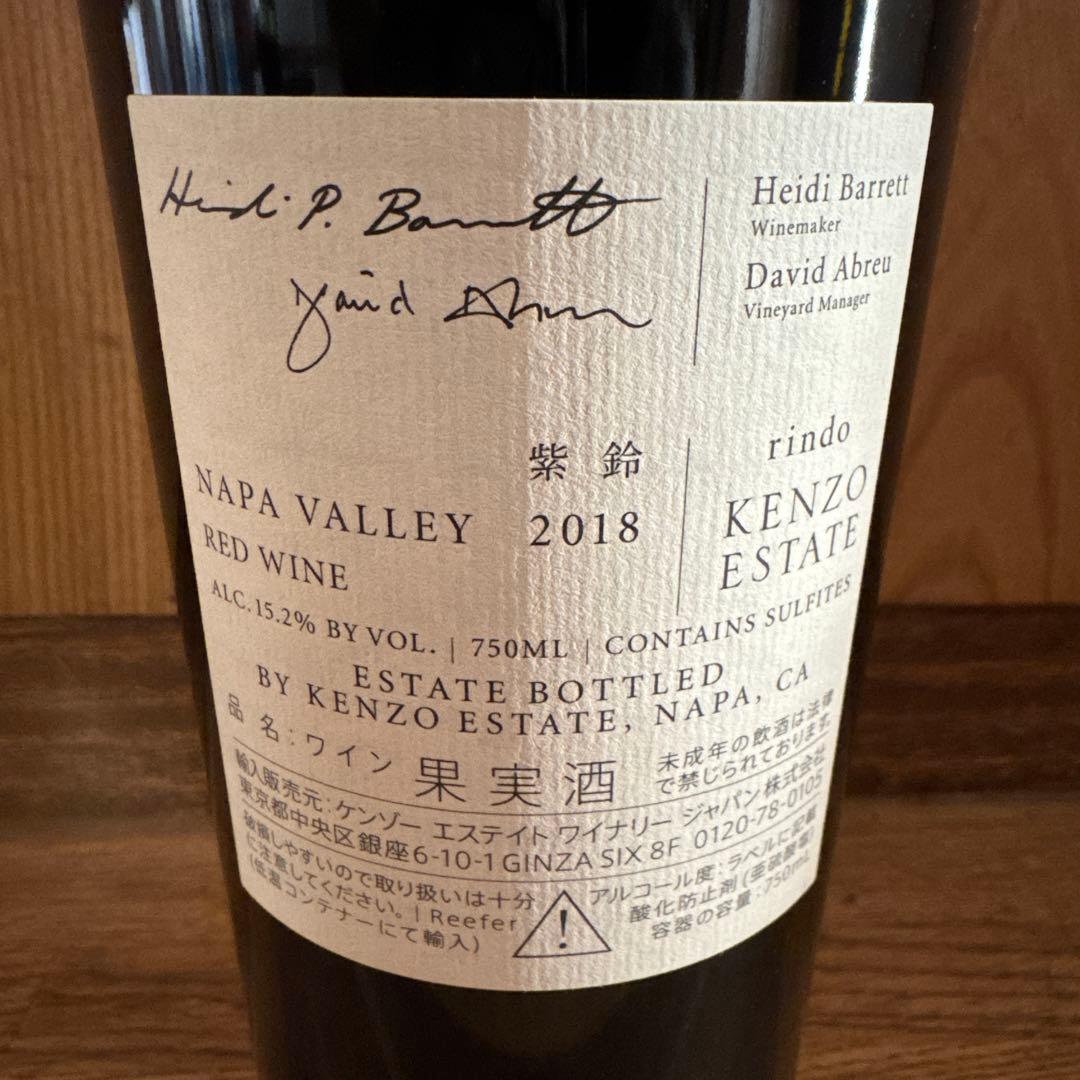 Heidi P. Barrett
David Abreu
Heidi Barrett
Winemaker
David Abreu
Vineyard Manager
NAPA VALLEY
RED WINE
紫鈴
2018
rindo
KENZO
ESTATE
ALC. 15.2% BY VOL. | 750ML | CONTAINS SULFITES
ESTATE BOTTLED
BY KENZO ESTATE, NAPA, CA
品名:ワイン 果実酒
未成年の飲酒は法律
で禁じられております。
輸入販売元:ケンゾー エステイト ワイナリー ジャパン株式会社
東京都中央区銀座6-10-1 GINZA SIX 8F 0120-78-0105
破損しやすいので取り扱いは十分
に注意してください。 | Reefer
(低温コンテナーにて輸入)
!
アルコール度:ラベルに記載
酸化防止剤(亜硫酸塩)
容器の容量:750mL